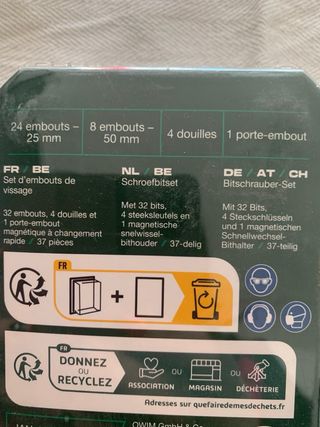 24 embouts –
25 mm
8 embouts –
50 mm
4 douilles
1 porte-embout
FR / BE
Set d'embouts de
vissage
32 embouts, 4 douilles et
1 porte-embout
magnétique à changement
rapide / 37 pièces
NL / BE
Schroefbitset
Met 32 bits,
4 steeksleutels en
1 magnetische
snelwissel-
bithouder / 37-delig
DE / AT / CH
Bitschrauber-Set
Mit 32 Bits,
4 Steckschlüsseln
und 1 magnetischen
Schnellwechsel-
Bithalter / 37-teilig
FR
+
FR
DONNEZ
ou
RECYCLEZ
ASSOCIATION
OU
MAGASIN
OU
DÉCHÈTERIE
Adresses sur quefairedemesdechets.fr
OWIM GmbH & Co